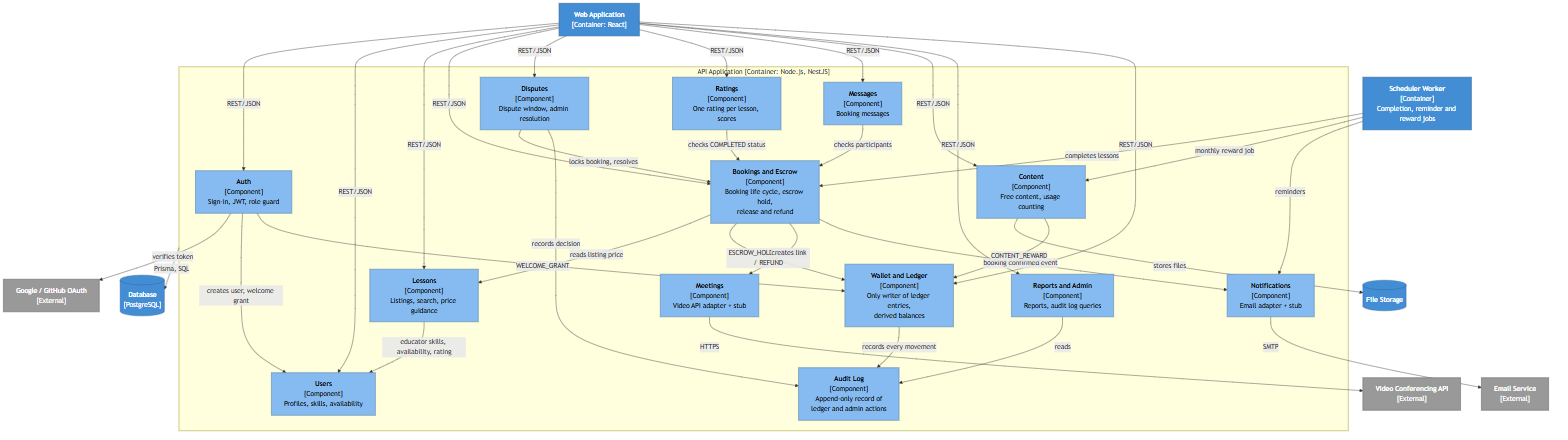 Web Application
[Container: React]
REST/JSON
REST/JSON
REST/JSON
API Application [Container: Node.js, NestJS]
Disputes
[Component]
Dispute window, admin
resolution
Ratings
[Component]
One rating per lesson,
scores
Messages
[Component]
Booking messages
Scheduler Worker
[Container]
Completion, reminder and
reward jobs
REST/JSON
REST/JSON
REST/JSON
REST/JSON
checks COMPLETED status
checks participants
REST/JSON
REST/JSON
monthly reward job
completes lessons
locks booking, resolves
Auth
[Component]
Sign-in, JWT, role guard
REST/JSON
Bookings and Escrow
[Component]
Booking life cycle, escrow
hold,
release and refund
Content
[Component]
Free content, usage
counting
reminders
records decision
reads listing price
verifies token
Prisma, SQL
WELCOME_GRANT
ESCROW_HOL
creates link
/ REFUND
CONTENT_REWARD
booking confirmed event
stores files
Google / GitHub OAuth
[External]
Database
[PostgreSQL]
creates user, welcome
grant
Lessons
[Component]
Listings, search, price
guidance
Meetings
[Component]
Video API adapter + stub
Wallet and Ledger
[Component]
Only writer of ledger
entries,
derived balances
Reports and Admin
[Component]
Reports, audit log queries
Notifications
[Component]
Email adapter + stub
File Storage
educator skills,
availability, rating
HTTPS
records every movement
reads
SMTP
Users
[Component]
Profiles, skills, availability
Audit Log
[Component]
Append-only record of
ledger and admin actions
Video Conferencing API
[External]
Email Service
[External]